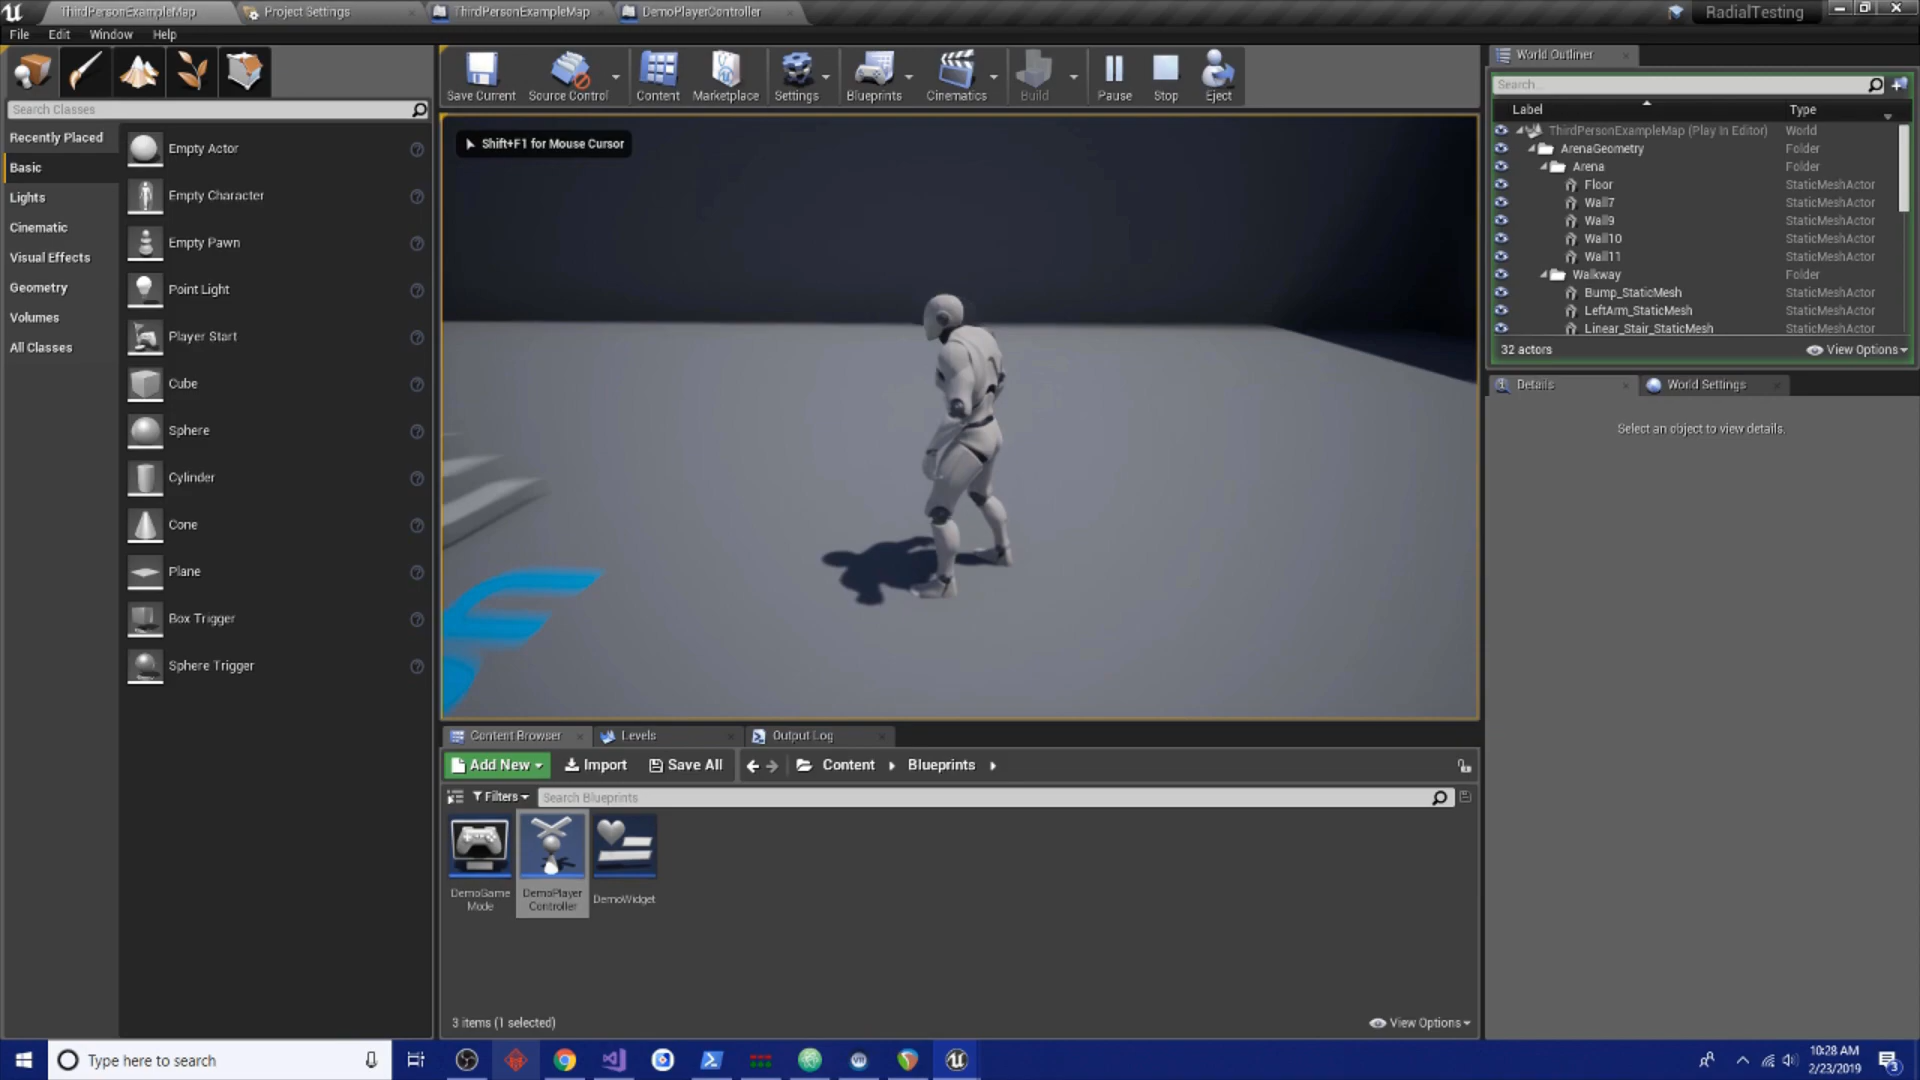 ThirdPersonExampleMap
Project Settings
ThirdPersonExampleMap
DemoPlayerController
RadialTesting
File Edit Window Help
Search Classes
Recently Placed
Basic
Lights
Cinematic
Visual Effects
Geometry
Volumes
All Classes
Empty Actor
Empty Character
Empty Pawn
Point Light
Player Start
Cube
Sphere
Cylinder
Cone
Plane
Box Trigger
Sphere Trigger
Save Current
Source Control
Content
Marketplace
Settings
Blueprints
Cinematics
Build
Pause
Stop
Eject
Shift+F1 for Mouse Cursor
World Outliner
Search...
Label Type
ThirdPersonExampleMap (Play In Editor) World
ArenaGeometry Folder
Arena Folder
Floor StaticMeshActor
Wall7 StaticMeshActor
Wall9 StaticMeshActor
Wall10 StaticMeshActor
Wall11 StaticMeshActor
Walkway Folder
Bump_StaticMesh StaticMeshActor
LeftArm_StaticMesh StaticMeshActor
Linear_Stair_StaticMesh StaticMeshActor
32 actors View Options
Details
World Settings
Select an object to view details.
Content Browser
Levels
Output Log
Add New Import Save All Content Blueprints
Filters Search Blueprints
DemoGame
Mode
DemoPlayer
Controller
DemoWidget
3 items (1 selected) View Options
Type here to search
10:28 AM
2/23/2019
3